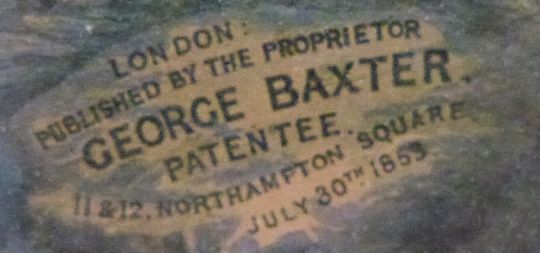 LONDON:
PUBLISHED BY THE PROPRIETOR
GEORGE BAXTER,
PATENTEE.
11 & 12, NORTHAMPTON SQUARE
JULY 30TH 1853